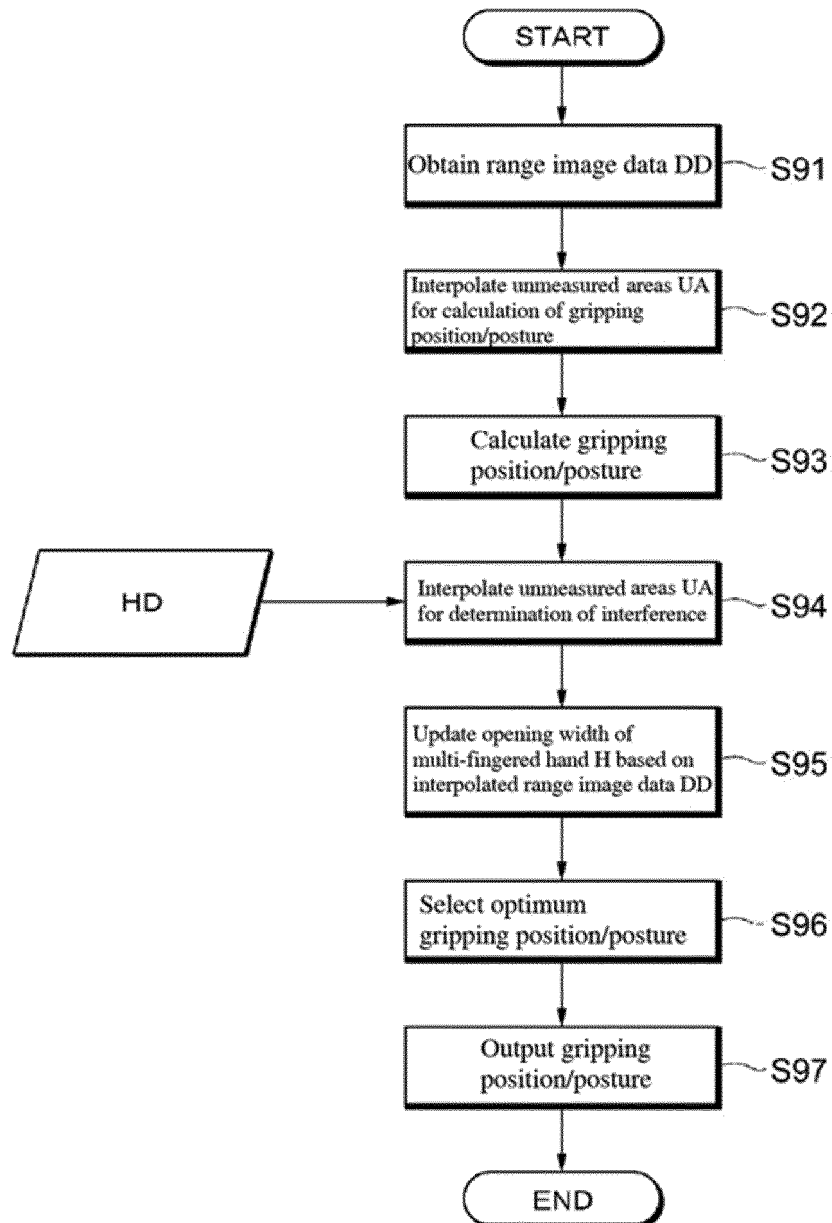 START
Obtain range image data DD
S91
Interpolate unmeasured areas UA
for calculation of gripping
position/posture
S92
Calculate gripping
position/posture
S93
HD
Interpolate unmeasured areas UA
for determination of interference
S94
Update opening width of
multi-fingered hand H based on
interpolated range image data DD
S95
Select optimum
gripping position/posture
S96
Output gripping
position/posture
S97
END